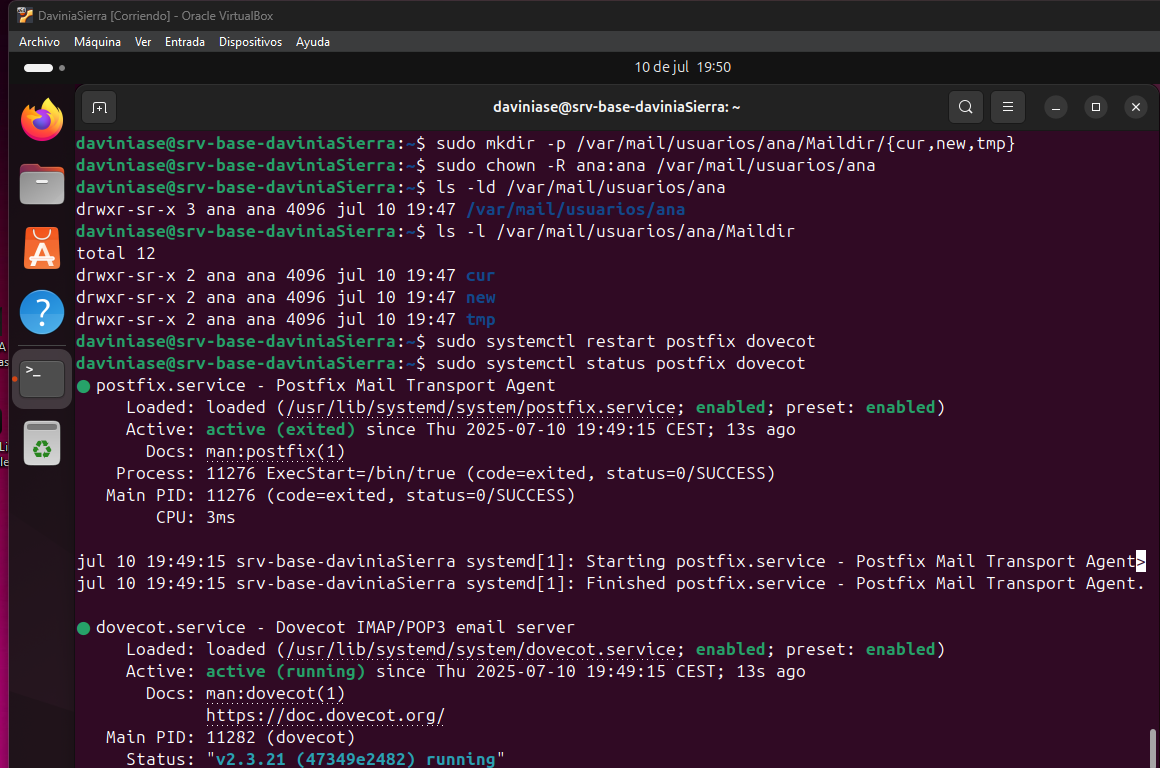 DaviniaSierra [Corriendo] - Oracle VirtualBox
Archivo Máquina Ver Entrada Dispositivos Ayuda
10 de jul 19:50
daviniase@srv-base-daviniaSierra: ~
daviniase@srv-base-daviniaSierra:~$ sudo mkdir -p /var/mail/usuarios/ana/Maildir/{cur,new,tmp}
daviniase@srv-base-daviniaSierra:~$ sudo chown -R ana:ana /var/mail/usuarios/ana
daviniase@srv-base-daviniaSierra:~$ ls -ld /var/mail/usuarios/ana
drwxr-sr-x 3 ana ana 4096 jul 10 19:47 /var/mail/usuarios/ana
daviniase@srv-base-daviniaSierra:~$ ls -l /var/mail/usuarios/ana/Maildir
total 12
drwxr-sr-x 2 ana ana 4096 jul 10 19:47 cur
drwxr-sr-x 2 ana ana 4096 jul 10 19:47 new
drwxr-sr-x 2 ana ana 4096 jul 10 19:47 tmp
daviniase@srv-base-daviniaSierra:~$ sudo systemctl restart postfix dovecot
daviniase@srv-base-daviniaSierra:~$ sudo systemctl status postfix dovecot
● postfix.service - Postfix Mail Transport Agent
Loaded: loaded (/usr/lib/systemd/system/postfix.service; enabled; preset: enabled)
Active: active (exited) since Thu 2025-07-10 19:49:15 CEST; 13s ago
Docs: man:postfix(1)
Process: 11276 ExecStart=/bin/true (code=exited, status=0/SUCCESS)
Main PID: 11276 (code=exited, status=0/SUCCESS)
CPU: 3ms
jul 10 19:49:15 srv-base-daviniaSierra systemd[1]: Starting postfix.service - Postfix Mail Transport Agent>
jul 10 19:49:15 srv-base-daviniaSierra systemd[1]: Finished postfix.service - Postfix Mail Transport Agent.
● dovecot.service - Dovecot IMAP/POP3 email server
Loaded: loaded (/usr/lib/systemd/system/dovecot.service; enabled; preset: enabled)
Active: active (running) since Thu 2025-07-10 19:49:15 CEST; 13s ago
Docs: man:dovecot(1)
https://doc.dovecot.org/
Main PID: 11282 (dovecot)
Status: "v2.3.21 (47349e2482) running"